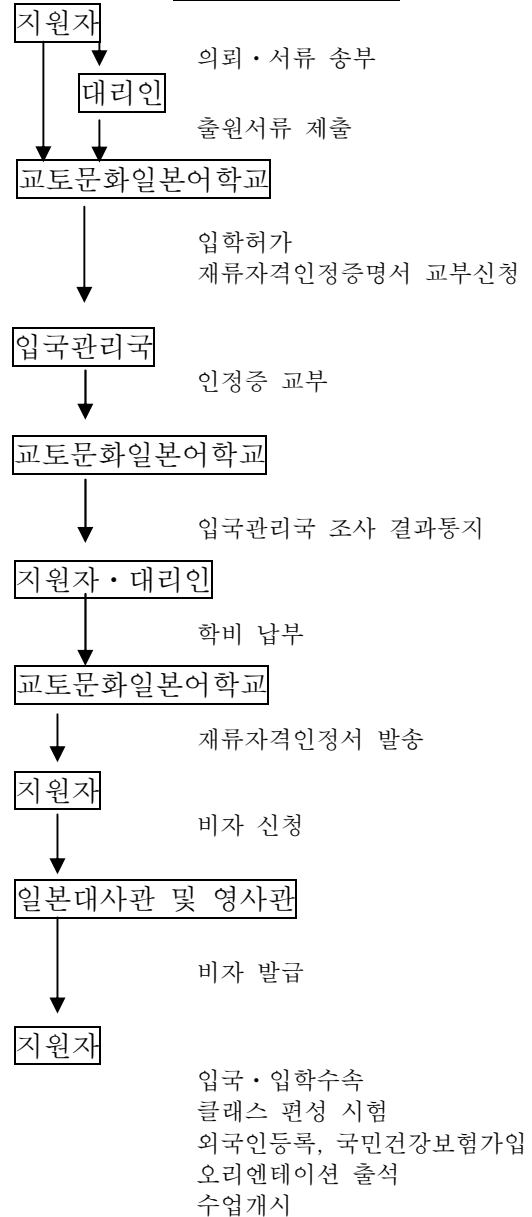 지원자
의뢰・서류 송부
대리인
출원서류 제출
교토문화일본어학교
입학허가
재류자격인정증명서 교부신청
입국관리국
인정증 교부
교토문화일본어학교
입국관리국 조사 결과통지
지원자・대리인
학비 납부
교토문화일본어학교
재류자격인정서 발송
지원자
비자 신청
일본대사관 및 영사관
비자 발급
지원자
입국・입학수속
클래스 편성 시험
외국인등록, 국민건강보험가입
오리엔테이션 출석
수업개시